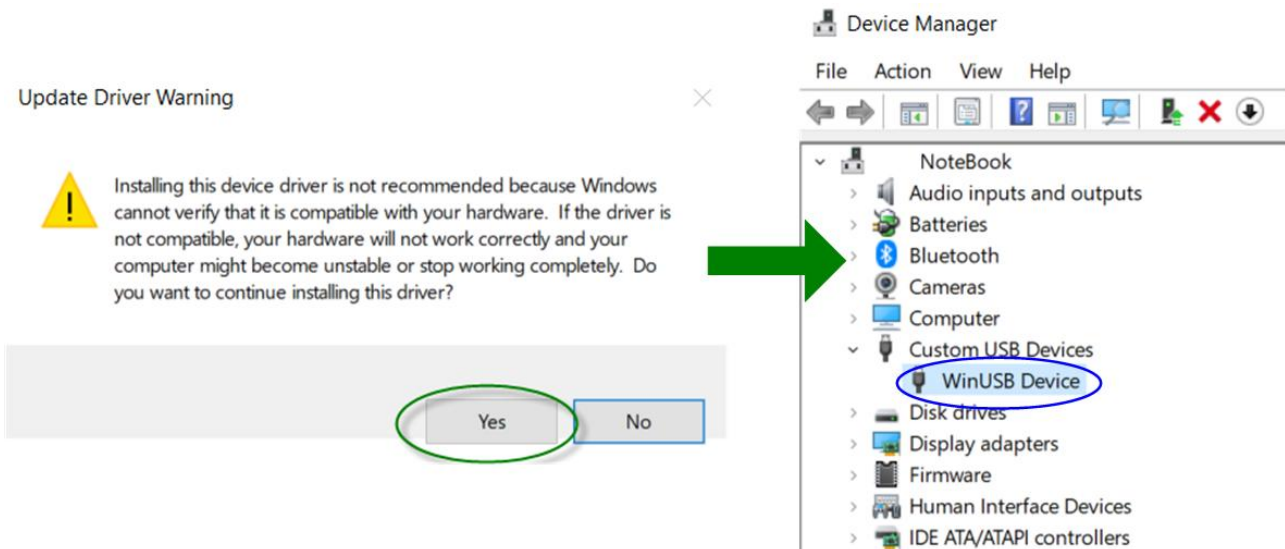 Update Driver Warning
Installing this device driver is not recommended because Windows
cannot verify that it is compatible with your hardware. If the driver is
not compatible, your hardware will not work correctly and your
computer might become unstable or stop working completely. Do
you want to continue installing this driver?
Yes
No
Device Manager
File Action View Help
NoteBook
Audio inputs and outputs
Batteries
Bluetooth
Cameras
Computer
Custom USB Devices
WinUSB Device
Disk drives
Display adapters
Firmware
Human Interface Devices
IDE ATA/ATAPI controllers